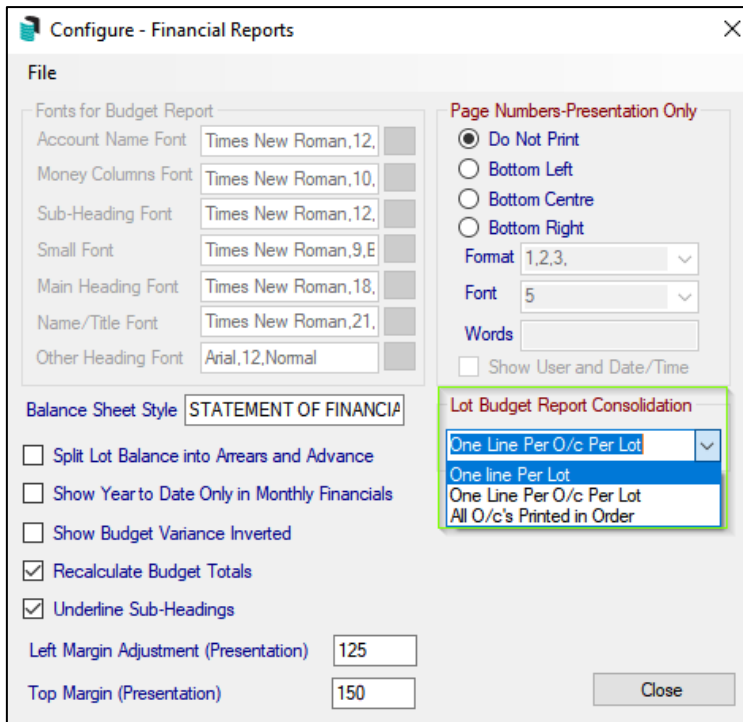 Configure - Financial Reports
File
Fonts for Budget Report
Account Name Font Times New Roman,12,
Money Columns Font Times New Roman,10,
Sub-Heading Font Times New Roman,12,
Small Font Times New Roman,9,B
Main Heading Font Times New Roman,18,
Name/Title Font Times New Roman,21,
Other Heading Font Arial,12,Normal
Balance Sheet Style STATEMENT OF FINANCIA
Split Lot Balance into Arrears and Advance
Show Year to Date Only in Monthly Financials
Show Budget Variance Inverted
Recalculate Budget Totals
Underline Sub-Headings
Left Margin Adjustment (Presentation) 125
Top Margin (Presentation) 150
Page Numbers-Presentation Only
Do Not Print
Bottom Left
Bottom Centre
Bottom Right
Format 1,2,3,
Font 5
Words
Show User and Date/Time
Lot Budget Report Consolidation
One Line Per O/c Per Lot
One line Per Lot
One Line Per O/c Per Lot
All O/c's Printed in Order
Close